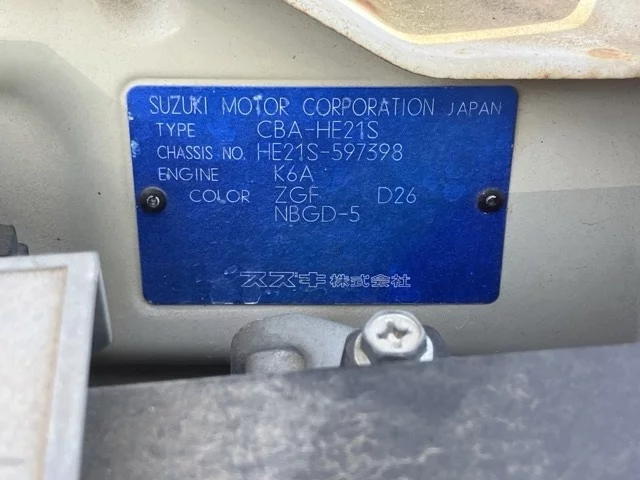 SUZUKI MOTOR CORPORATION JAPAN
TYPE CBA-HE21S
CHASSIS NO. HE21S-597398
ENGINE K6A
COLOR ZGF D26
NBGD-5
スズキ株式会社